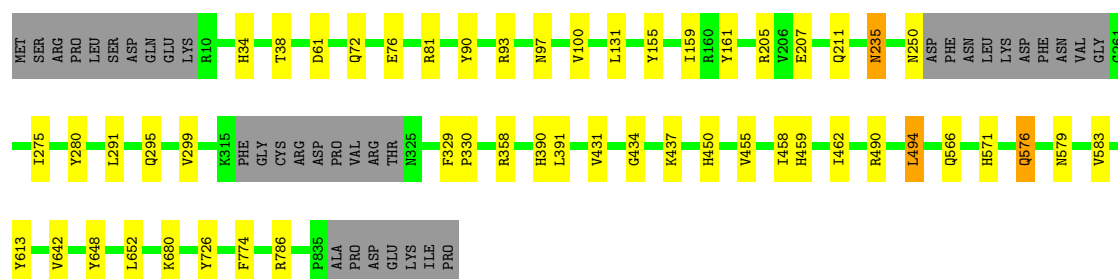 MET SER ARG PRO LEU SER ASP GLN GLU LYS R10 H34 T38 D61 Q72 E76 R81 Y90 R93 N97 V100 L131 Y155 I159 R160 Y161 R205 V206 E207 Q211 N235 N250 ASP PHE ASN LEU LYS ASP PHE ASN VAL GLY G261
I275 Y280 L291 Q295 V299 K315 PHE GLY CYS ARG ASP PRO VAL ARG THR N325 F329 P330 R358 H390 L391 V431 G434 K437 H450 V455 I458 H459 I462 R490 L494 Q566 H571 Q576 N579 V583
Y613 V642 Y648 L652 K680 Y726 F774 R786 P835 ALA PRO ASP GLU LYS ILE PRO